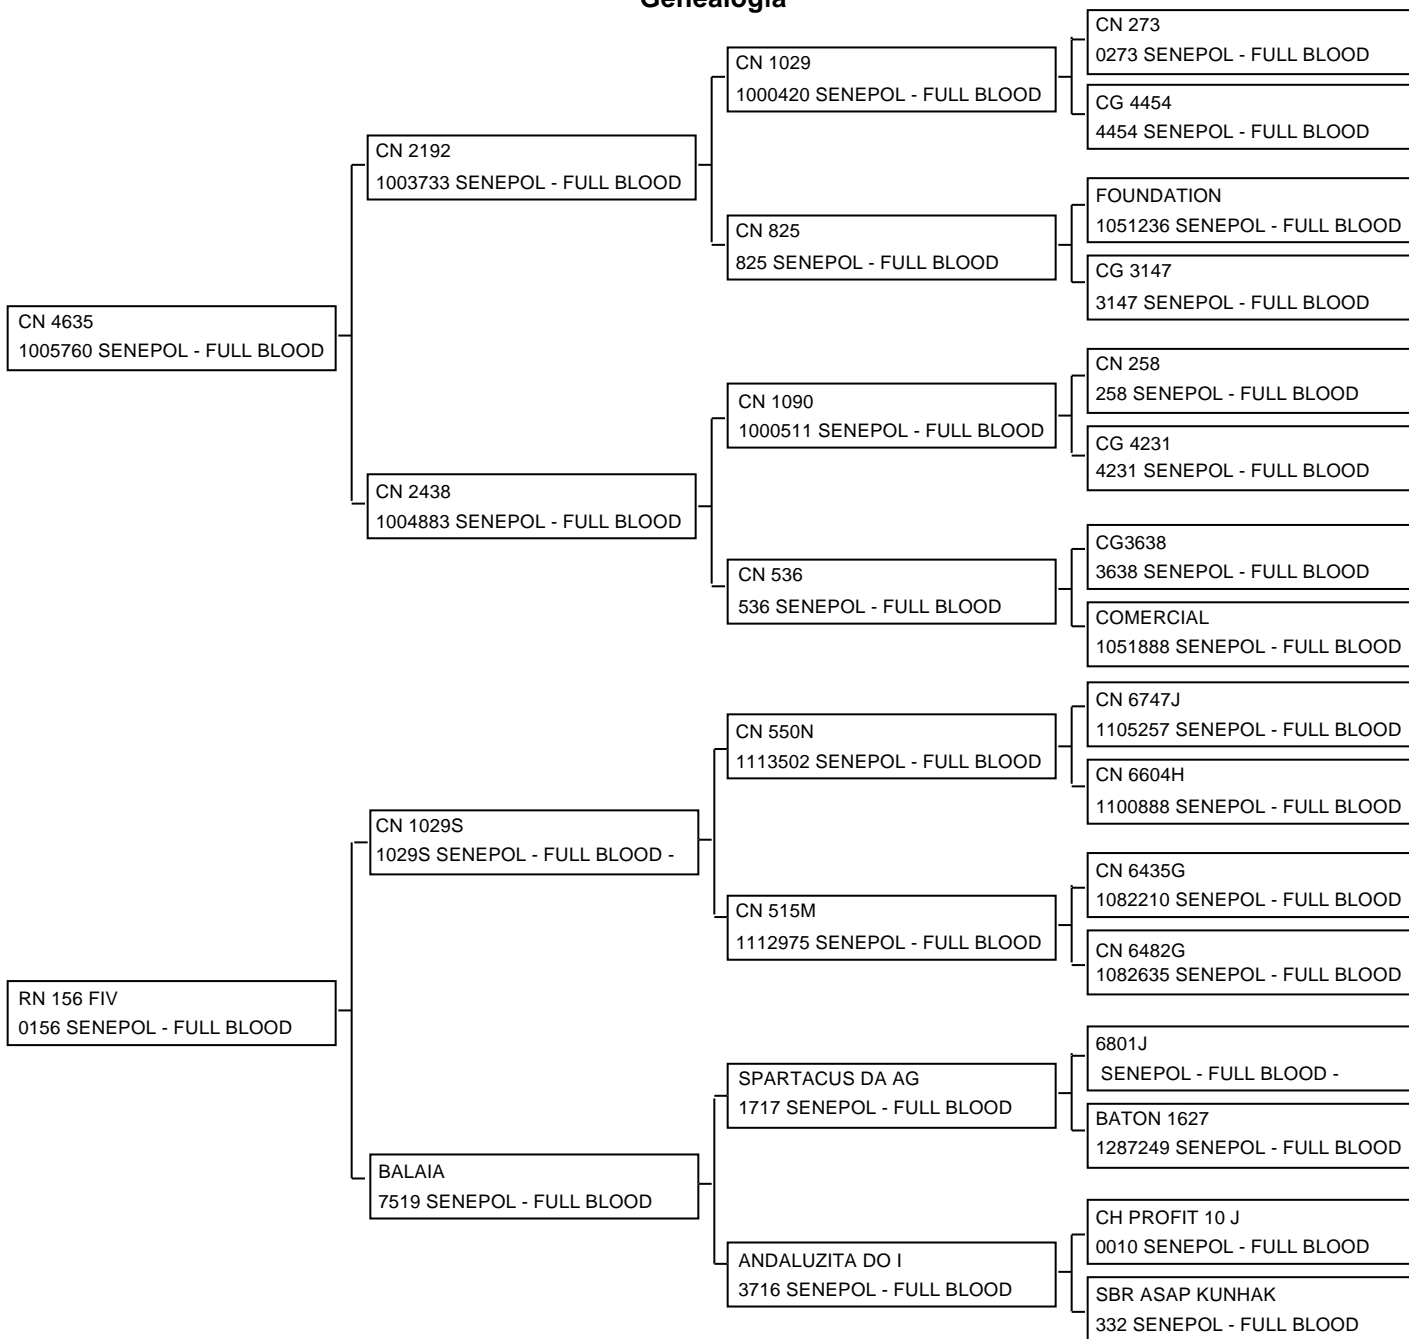 Genealogia
CN 273
0273 SENEPOL - FULL BLOOD
CN 1029
1000420 SENEPOL - FULL BLOOD
CG 4454
4454 SENEPOL - FULL BLOOD
CN 2192
1003733 SENEPOL - FULL BLOOD
FOUNDATION
1051236 SENEPOL - FULL BLOOD
CN 825
825 SENEPOL - FULL BLOOD
CG 3147
3147 SENEPOL - FULL BLOOD
CN 4635
1005760 SENEPOL - FULL BLOOD
CN 258
258 SENEPOL - FULL BLOOD
CN 1090
1000511 SENEPOL - FULL BLOOD
CG 4231
4231 SENEPOL - FULL BLOOD
CN 2438
1004883 SENEPOL - FULL BLOOD
CG3638
3638 SENEPOL - FULL BLOOD
CN 536
536 SENEPOL - FULL BLOOD
COMERCIAL
1051888 SENEPOL - FULL BLOOD
CN 6747J
1105257 SENEPOL - FULL BLOOD
CN 550N
1113502 SENEPOL - FULL BLOOD
CN 6604H
1100888 SENEPOL - FULL BLOOD
CN 1029S
1029S SENEPOL - FULL BLOOD -
CN 6435G
1082210 SENEPOL - FULL BLOOD
CN 515M
1112975 SENEPOL - FULL BLOOD
CN 6482G
1082635 SENEPOL - FULL BLOOD
RN 156 FIV
0156 SENEPOL - FULL BLOOD
6801J
SENEPOL - FULL BLOOD -
SPARTACUS DA AG
1717 SENEPOL - FULL BLOOD
BATON 1627
1287249 SENEPOL - FULL BLOOD
BALAIA
7519 SENEPOL - FULL BLOOD
CH PROFIT 10 J
0010 SENEPOL - FULL BLOOD
ANDALUZITA DO I
3716 SENEPOL - FULL BLOOD
SBR ASAP KUNHAK
332 SENEPOL - FULL BLOOD